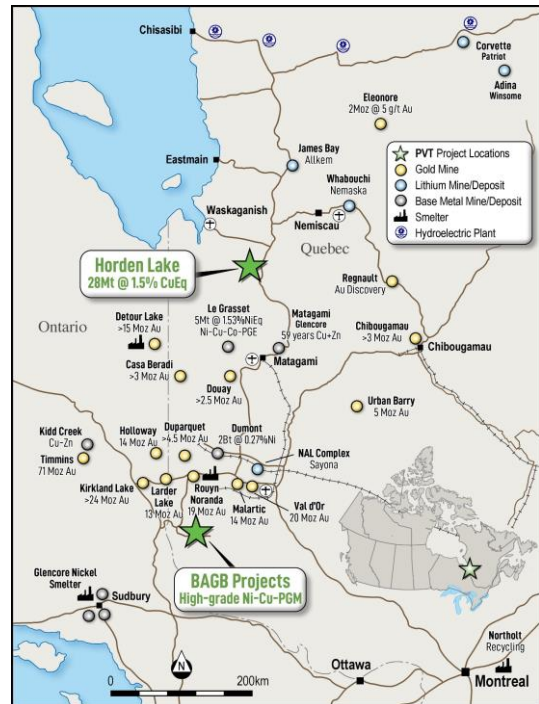 Chisasibi
Corvette
Patriot
Adina
Winsome
Eleonore
2Moz @ 5 g/t Au
PVT Project Locations
Gold Mine
Lithium Mine/Deposit
Base Metal Mine/Deposit
Smelter
Hydroelectric Plant
James Bay
Allkem
Eastmain
Whabouchi
Nemaska
Waskaganish
Nemiscau
Quebec
Horden Lake
28Mt @ 1.5% CuEq
Regnault
Au Discovery
Ontario
Detour Lake
>15 Moz Au
Le Grasset
5Mt @ 1.53%NiEq
Ni-Cu-Co-PGE
Matagami
Glencore
59 years Cu+Zn
Chibougamau
>3 Moz Au
Chibougamau
Matagami
Casa Beradi
>3 Moz Au
Douay
>2.5 Moz Au
Urban Barry
5 Moz Au
Kidd Creek
Cu-Zn
Timmins
71 Moz Au
Holloway
14 Moz Au
Duparquet
>4.5 Moz Au
Dumont
2Bt @ 0.27%Ni
NAL Complex
Sayona
Kirkland Lake
>24 Moz Au
Larder
Lake
13 Moz Au
Rouyn
Noranda
19 Moz Au
Malartic
14 Moz Au
Val d'Or
20 Moz Au
BAGB Projects
High-grade Ni-Cu-PGM
Glencore Nickel
Smelter
Sudbury
Northolt
Recycling
Ottawa
Montreal
N
0
200km